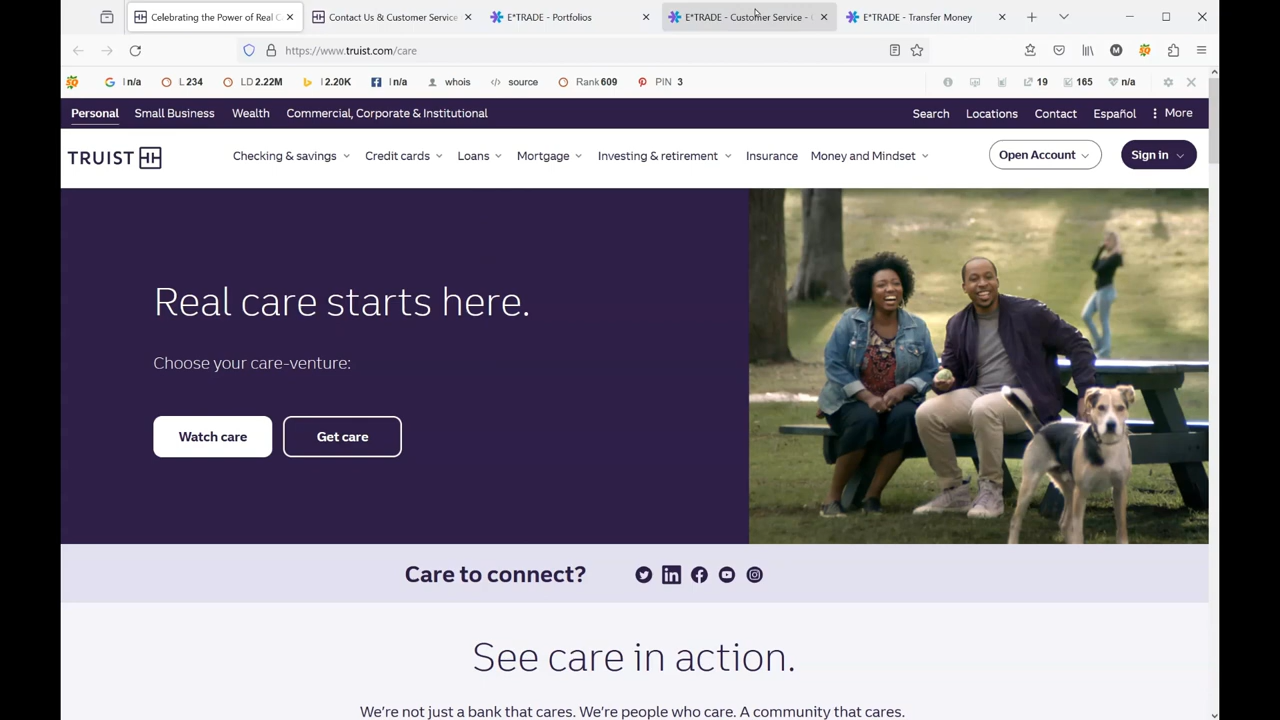 Celebrating the Power of Real C
Contact Us & Customer Service
E*TRADE - Portfolios
E*TRADE - Customer Service -
E*TRADE - Transfer Money
https://www.truist.com/care
G I n/a
L 234
LD 2.22M
b I 2.20K
f I n/a
whois
source
Rank 609
PIN 3
19
165
n/a
Personal
Small Business
Wealth
Commercial, Corporate & Institutional
Search
Locations
Contact
Español
More
TRUIST
Checking & savings
Credit cards
Loans
Mortgage
Investing & retirement
Insurance
Money and Mindset
Open Account
Sign in
Real care starts here.
Choose your care-venture:
Watch care
Get care
Care to connect?
See care in action.
We're not just a bank that cares. We're people who care. A community that cares.